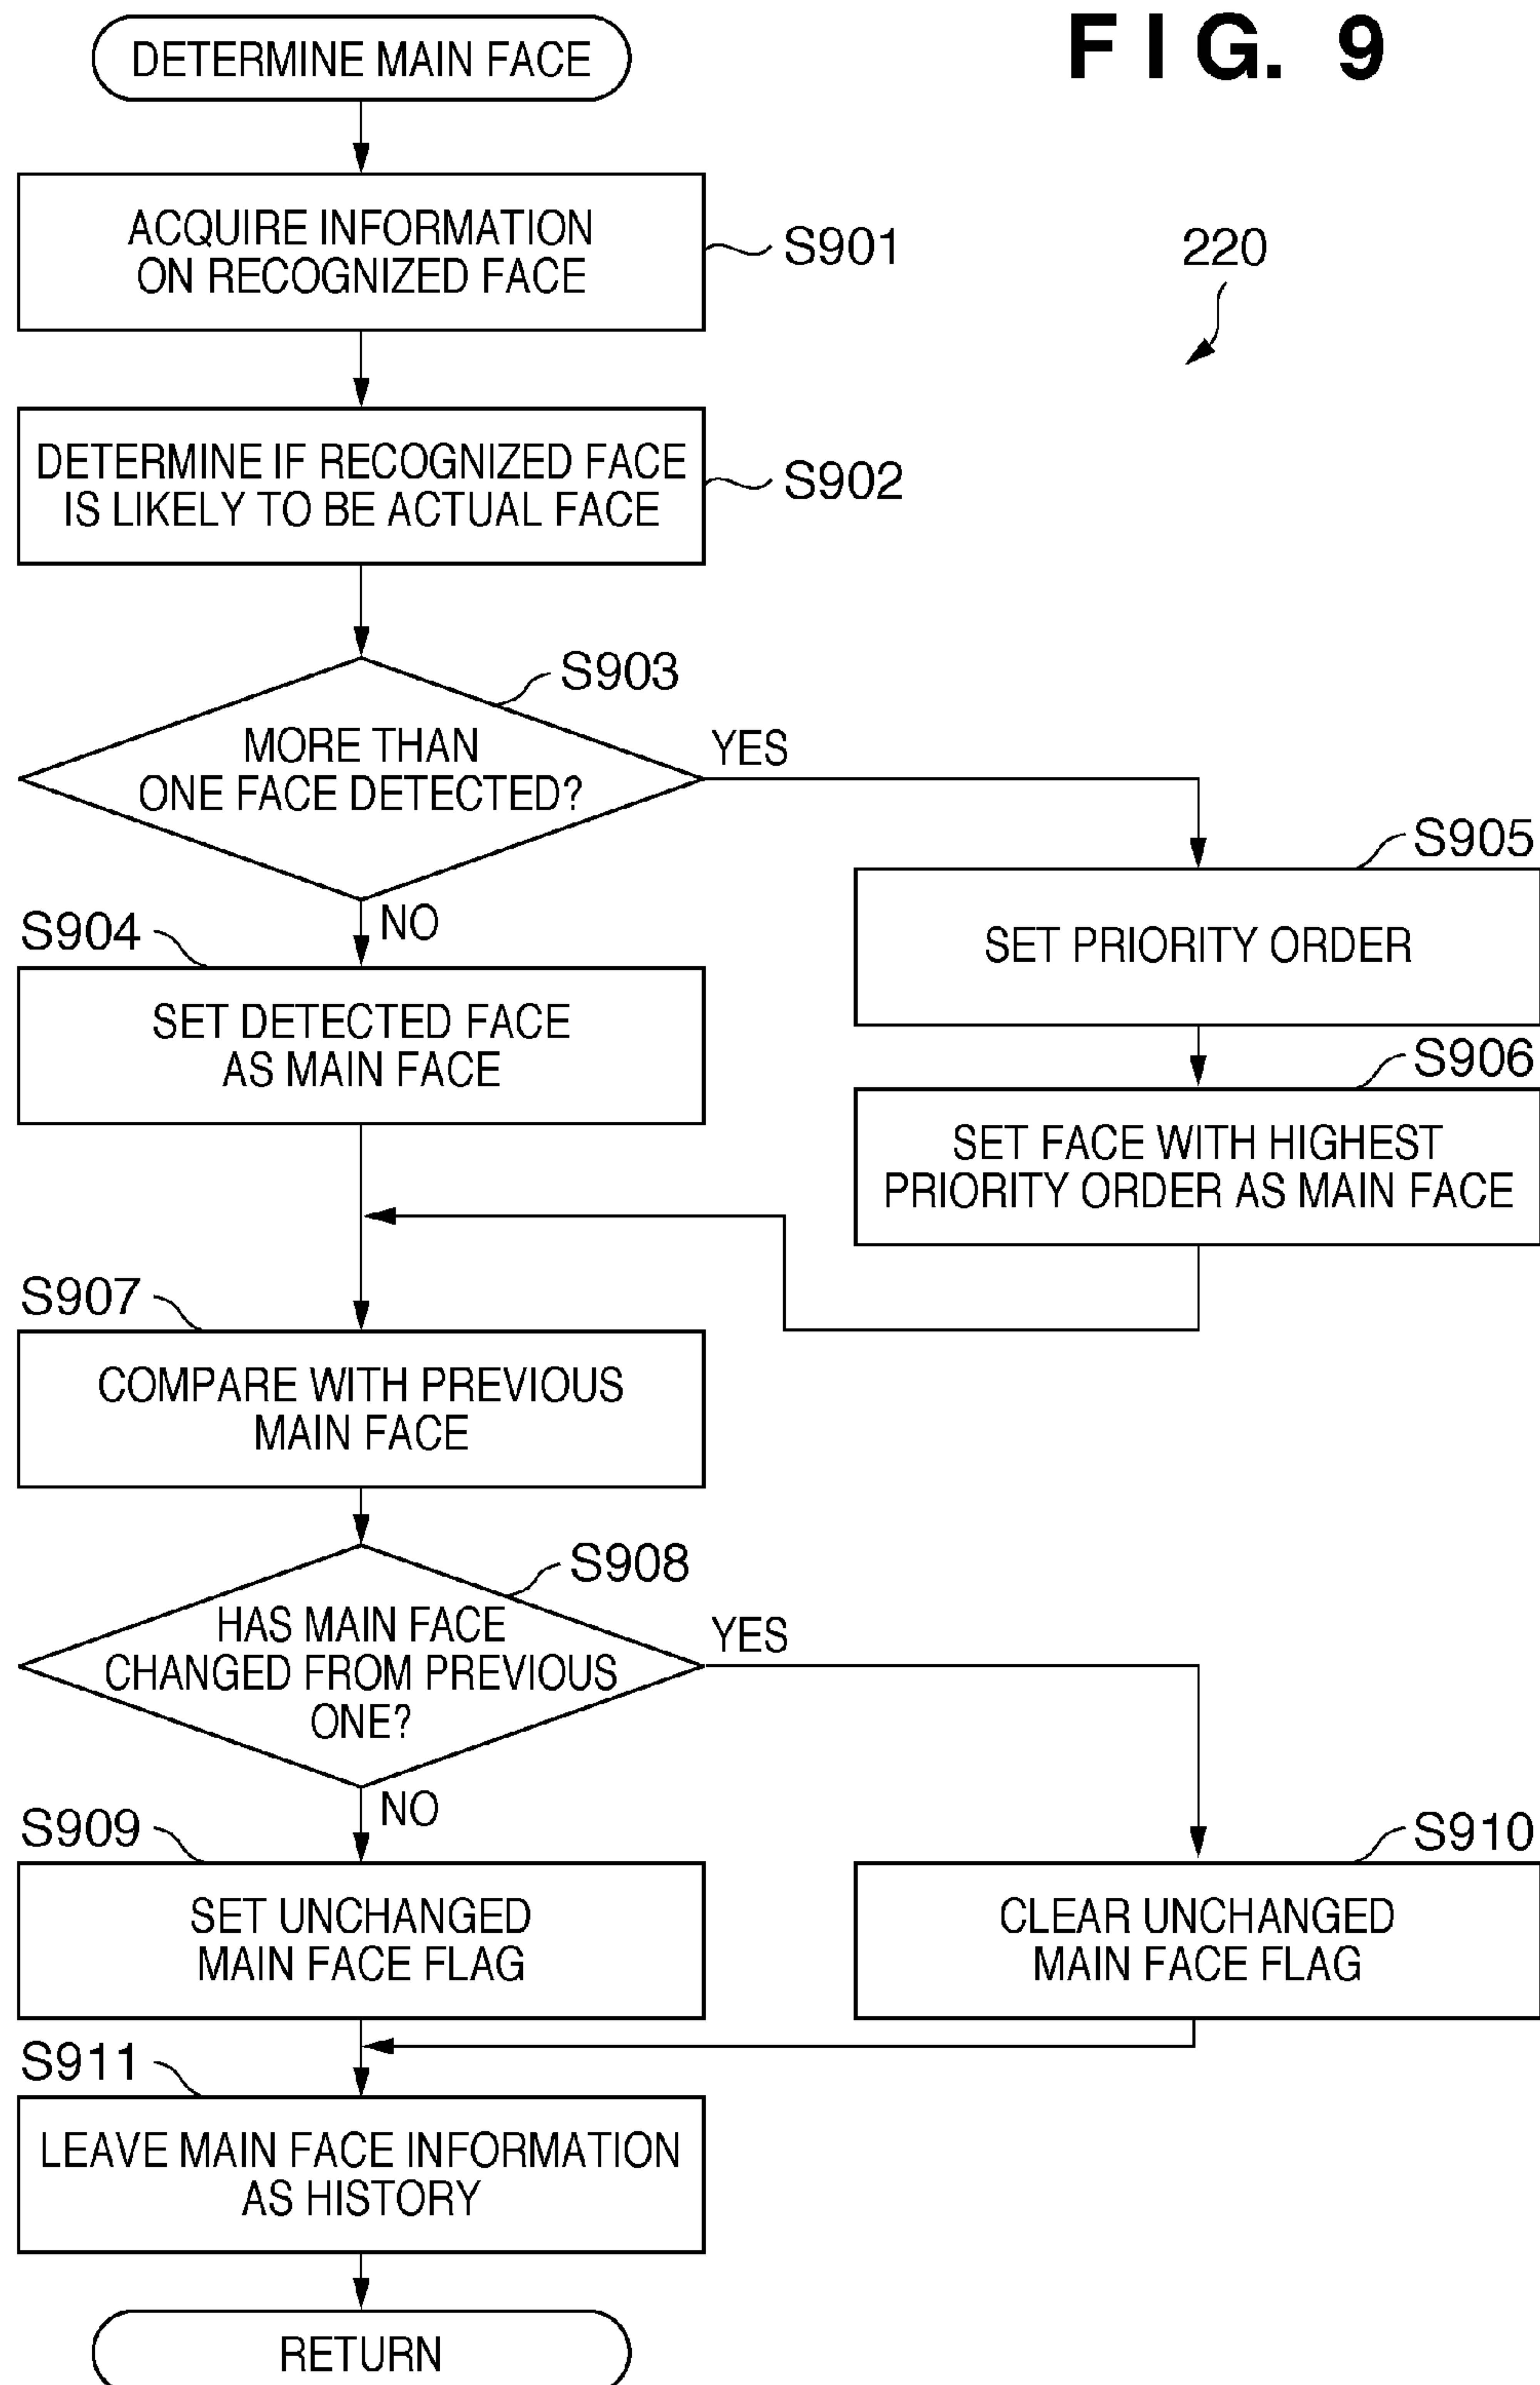 FIG. 9
DETERMINE MAIN FACE
ACQUIRE INFORMATION
ON RECOGNIZED FACE
S901
220
DETERMINE IF RECOGNIZED FACE
IS LIKELY TO BE ACTUAL FACE
S902
S903
MORE THAN
ONE FACE DETECTED?
YES
NO
S904
SET DETECTED FACE
AS MAIN FACE
S905
SET PRIORITY ORDER
S906
SET FACE WITH HIGHEST
PRIORITY ORDER AS MAIN FACE
S907
COMPARE WITH PREVIOUS
MAIN FACE
S908
HAS MAIN FACE
CHANGED FROM PREVIOUS
ONE?
YES
NO
S909
SET UNCHANGED
MAIN FACE FLAG
S910
CLEAR UNCHANGED
MAIN FACE FLAG
S911
LEAVE MAIN FACE INFORMATION
AS HISTORY
RETURN